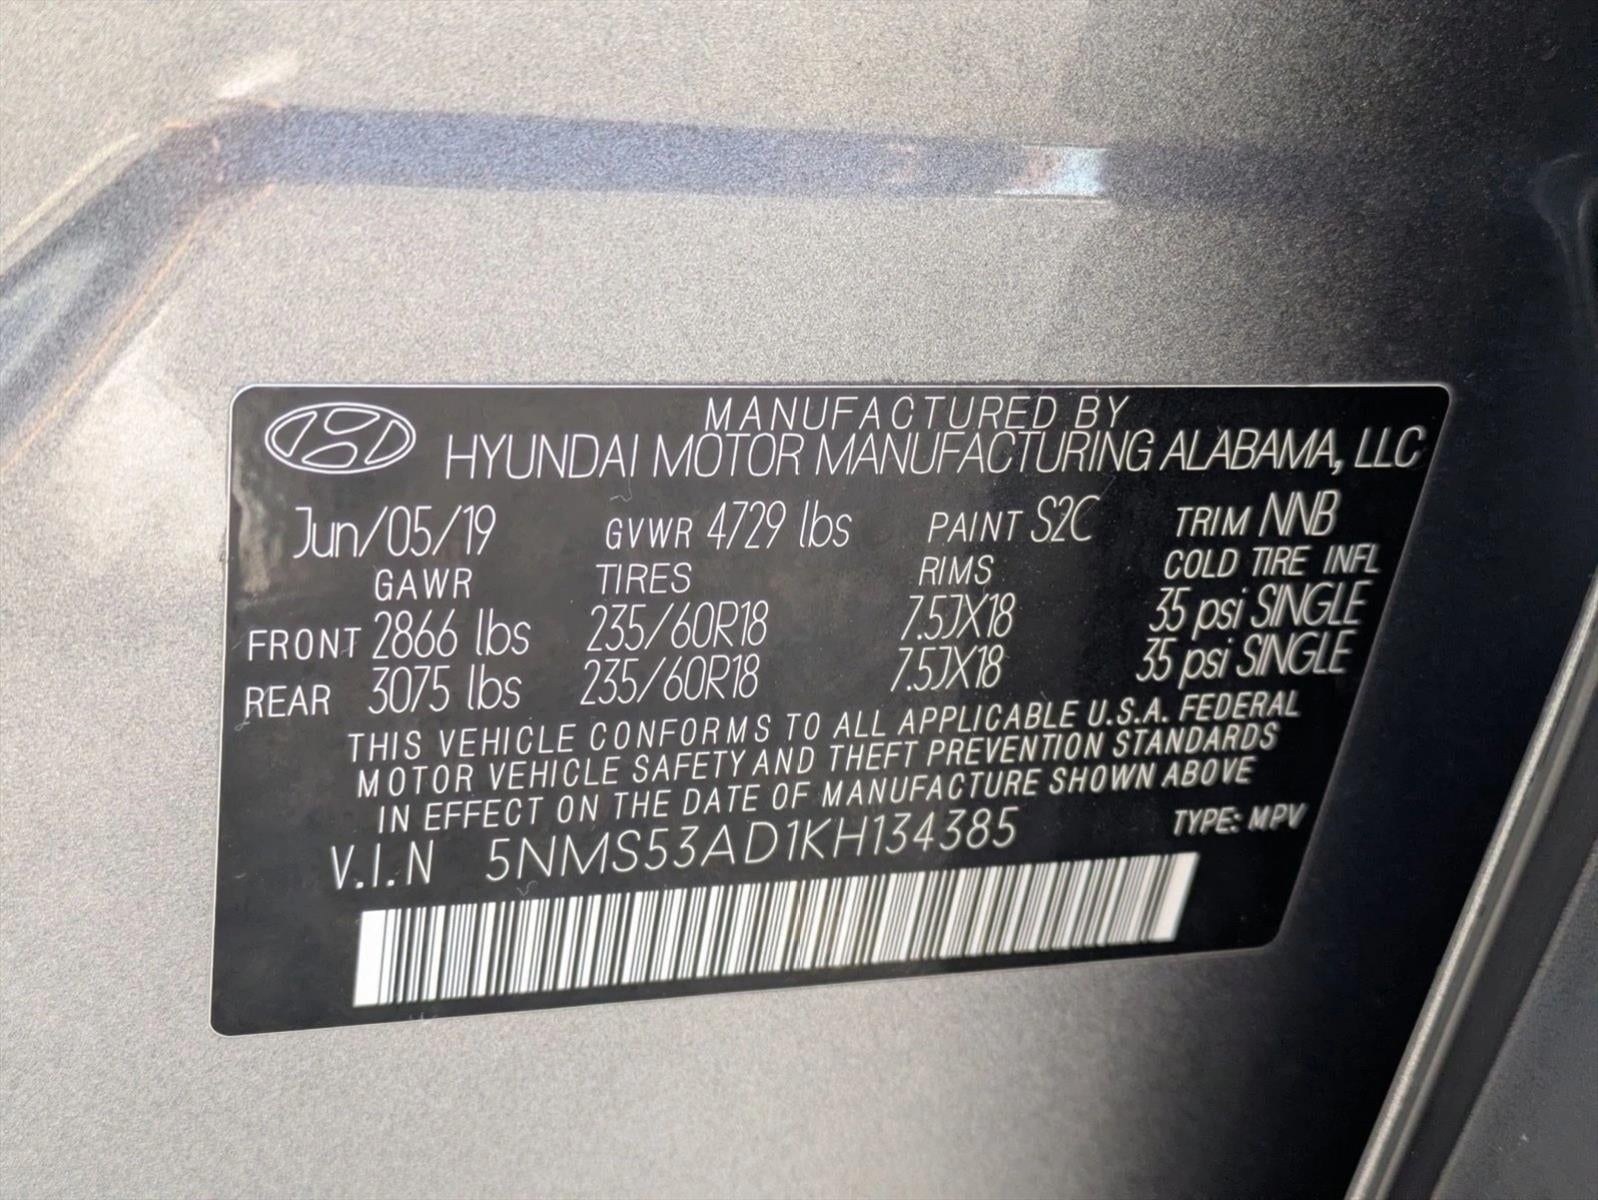 MANUFACTURED BY
HYUNDAI MOTOR MANUFACTURING ALABAMA, LLC
Jun/05/19 GVWR 4729 lbs PAINT S2C TRIM NNB
GAWR TIRES RIMS COLD TIRE INFL
FRONT 2866 lbs 235/60R18 7.5JX18 35 psi SINGLE
REAR 3075 lbs 235/60R18 7.5JX18 35 psi SINGLE
THIS VEHICLE CONFORMS TO ALL APPLICABLE U.S.A. FEDERAL
MOTOR VEHICLE SAFETY AND THEFT PREVENTION STANDARDS
IN EFFECT ON THE DATE OF MANUFACTURE SHOWN ABOVE
V.I.N 5NMS53AD1KH134385 TYPE: MPV